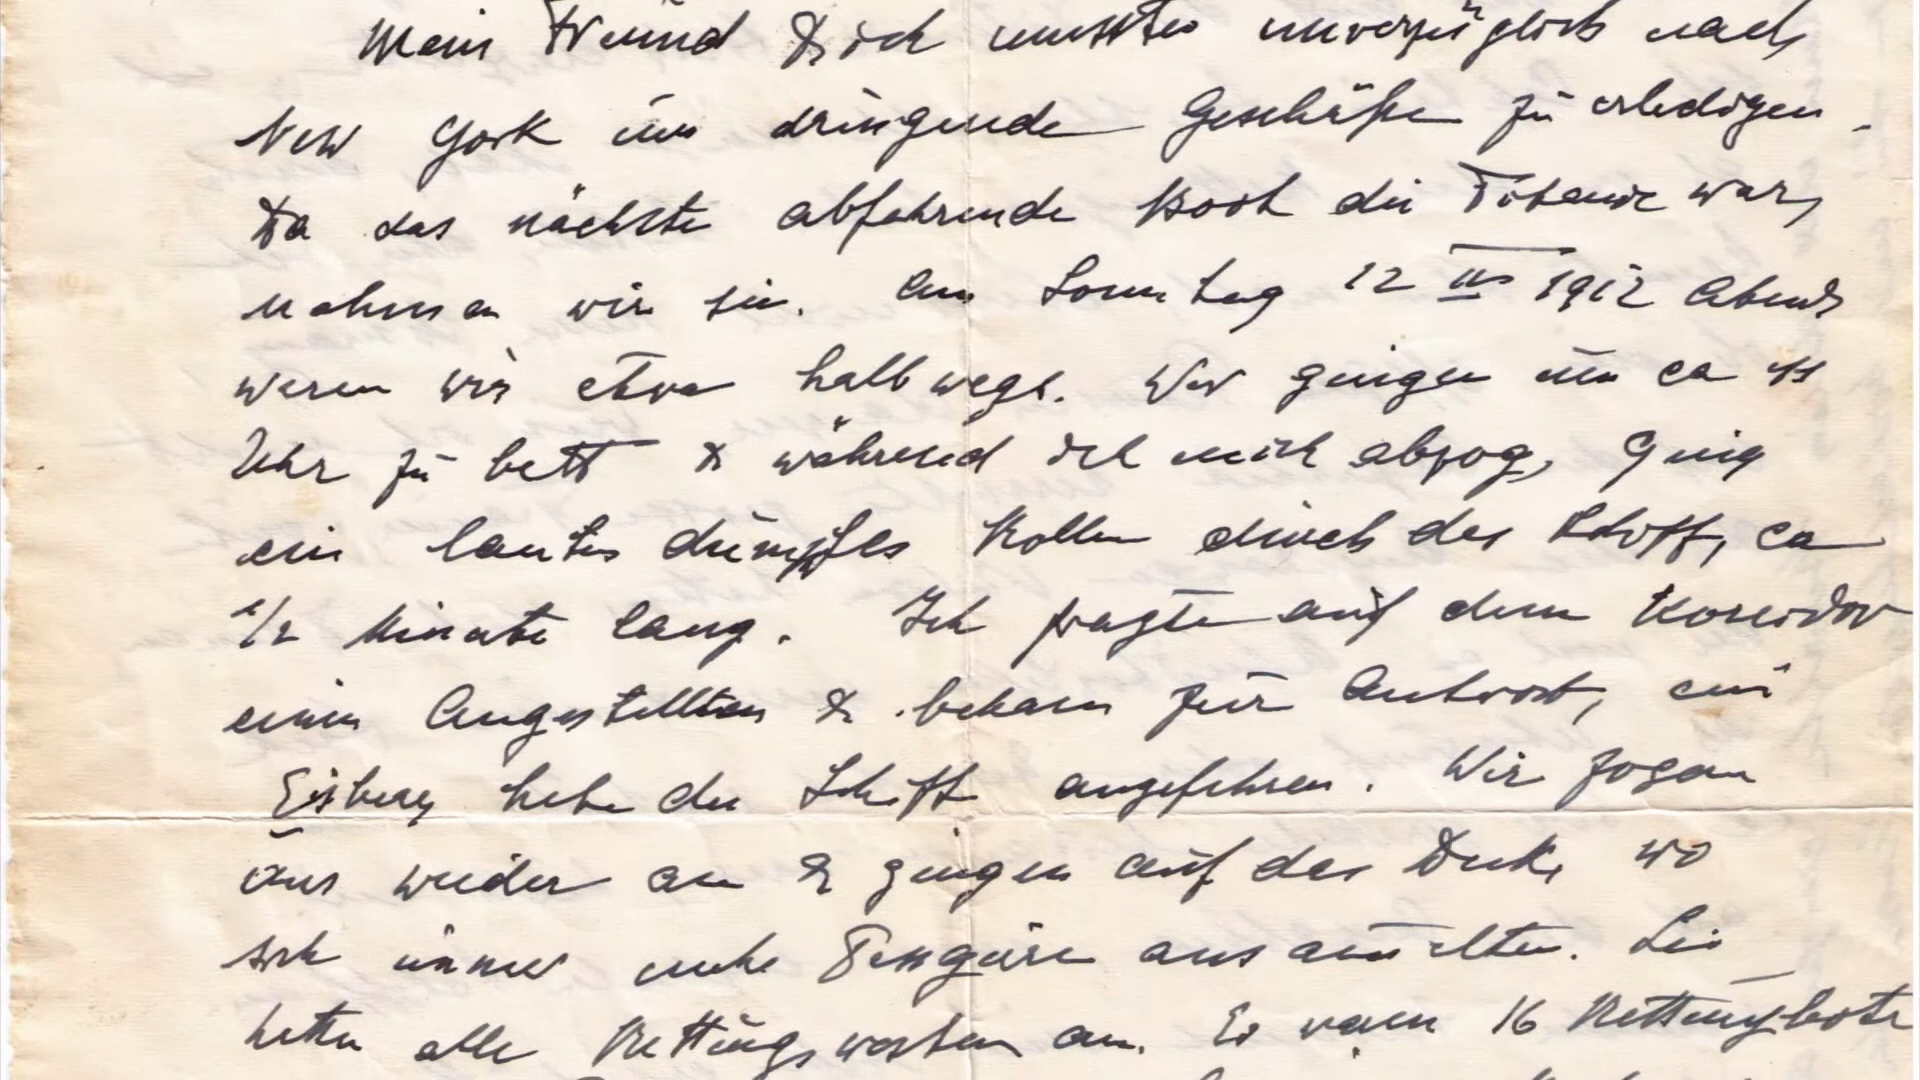 Mein Freund & ich mussten unverzüglich nach
New York um dringende Geschäfte zu erledigen.
Da das nächste abfahrende Boot die Titanic war,
nahmen wir sie. Am Sonntag 12 1912 Abends
waren wir etwa halbwegs. Wir gingen um ca 11
Uhr zu bett & während ich mich abzog, ging
ein lautes dumpfes Rollen durch das Schiff, ca
1/2 Minute lang. Ich fragte auf dem Korridor
einen Angestellten & bekam zur Antwort, ein
Eisberg habe das Schiff angefahren. Wir zogen
uns wieder an & gingen auf das Deck, wo
sich immer mehr Passagiere ansammelten. Sie
hatten alle Rettungswesten an. Es waren 16 Rettungsbote